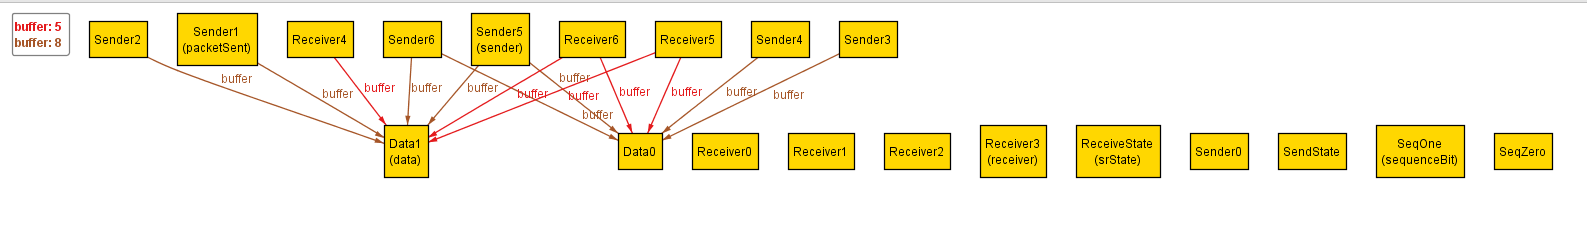 buffer: 5
buffer: 8
Sender2
Sender1
(packetSent)
Receiver4
Sender6
Sender5
(sender)
Receiver6
Receiver5
Sender4
Sender3
buffer
buffer
buffer
buffer
buffer
buffer
buffer
buffer
buffer
buffer
buffer
buffer
buffer
Data1
(data)
Data0
Receiver0
Receiver1
Receiver2
Receiver3
(receiver)
ReceiveState
(srState)
Sender0
SendState
SeqOne
(sequenceBit)
SeqZero